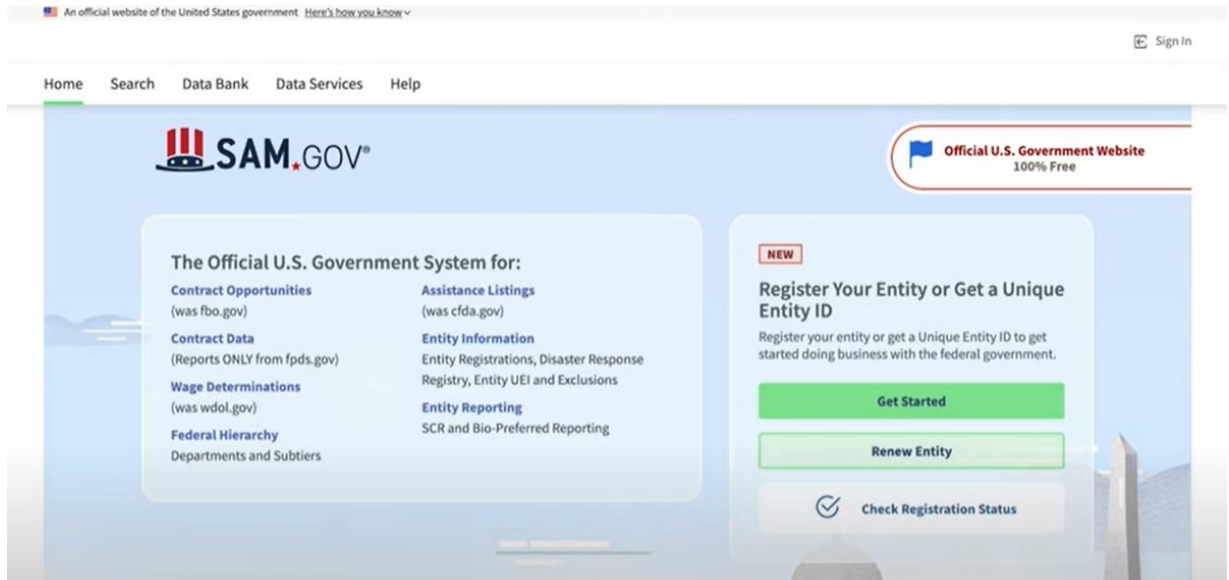 An official website of the United States government Here's how you know
Sign In
Home Search Data Bank Data Services Help
SAM.GOV®
Official U.S. Government Website
100% Free
The Official U.S. Government System for:
Contract Opportunities
(was fbo.gov)
Contract Data
(Reports ONLY from fpds.gov)
Wage Determinations
(was wdol.gov)
Federal Hierarchy
Departments and Subtiers
Assistance Listings
(was cfda.gov)
Entity Information
Entity Registrations, Disaster Response
Registry, Entity UEI and Exclusions
Entity Reporting
SCR and Bio-Preferred Reporting
NEW
Register Your Entity or Get a Unique
Entity ID
Register your entity or get a Unique Entity ID to get
started doing business with the federal government.
Get Started
Renew Entity
Check Registration Status